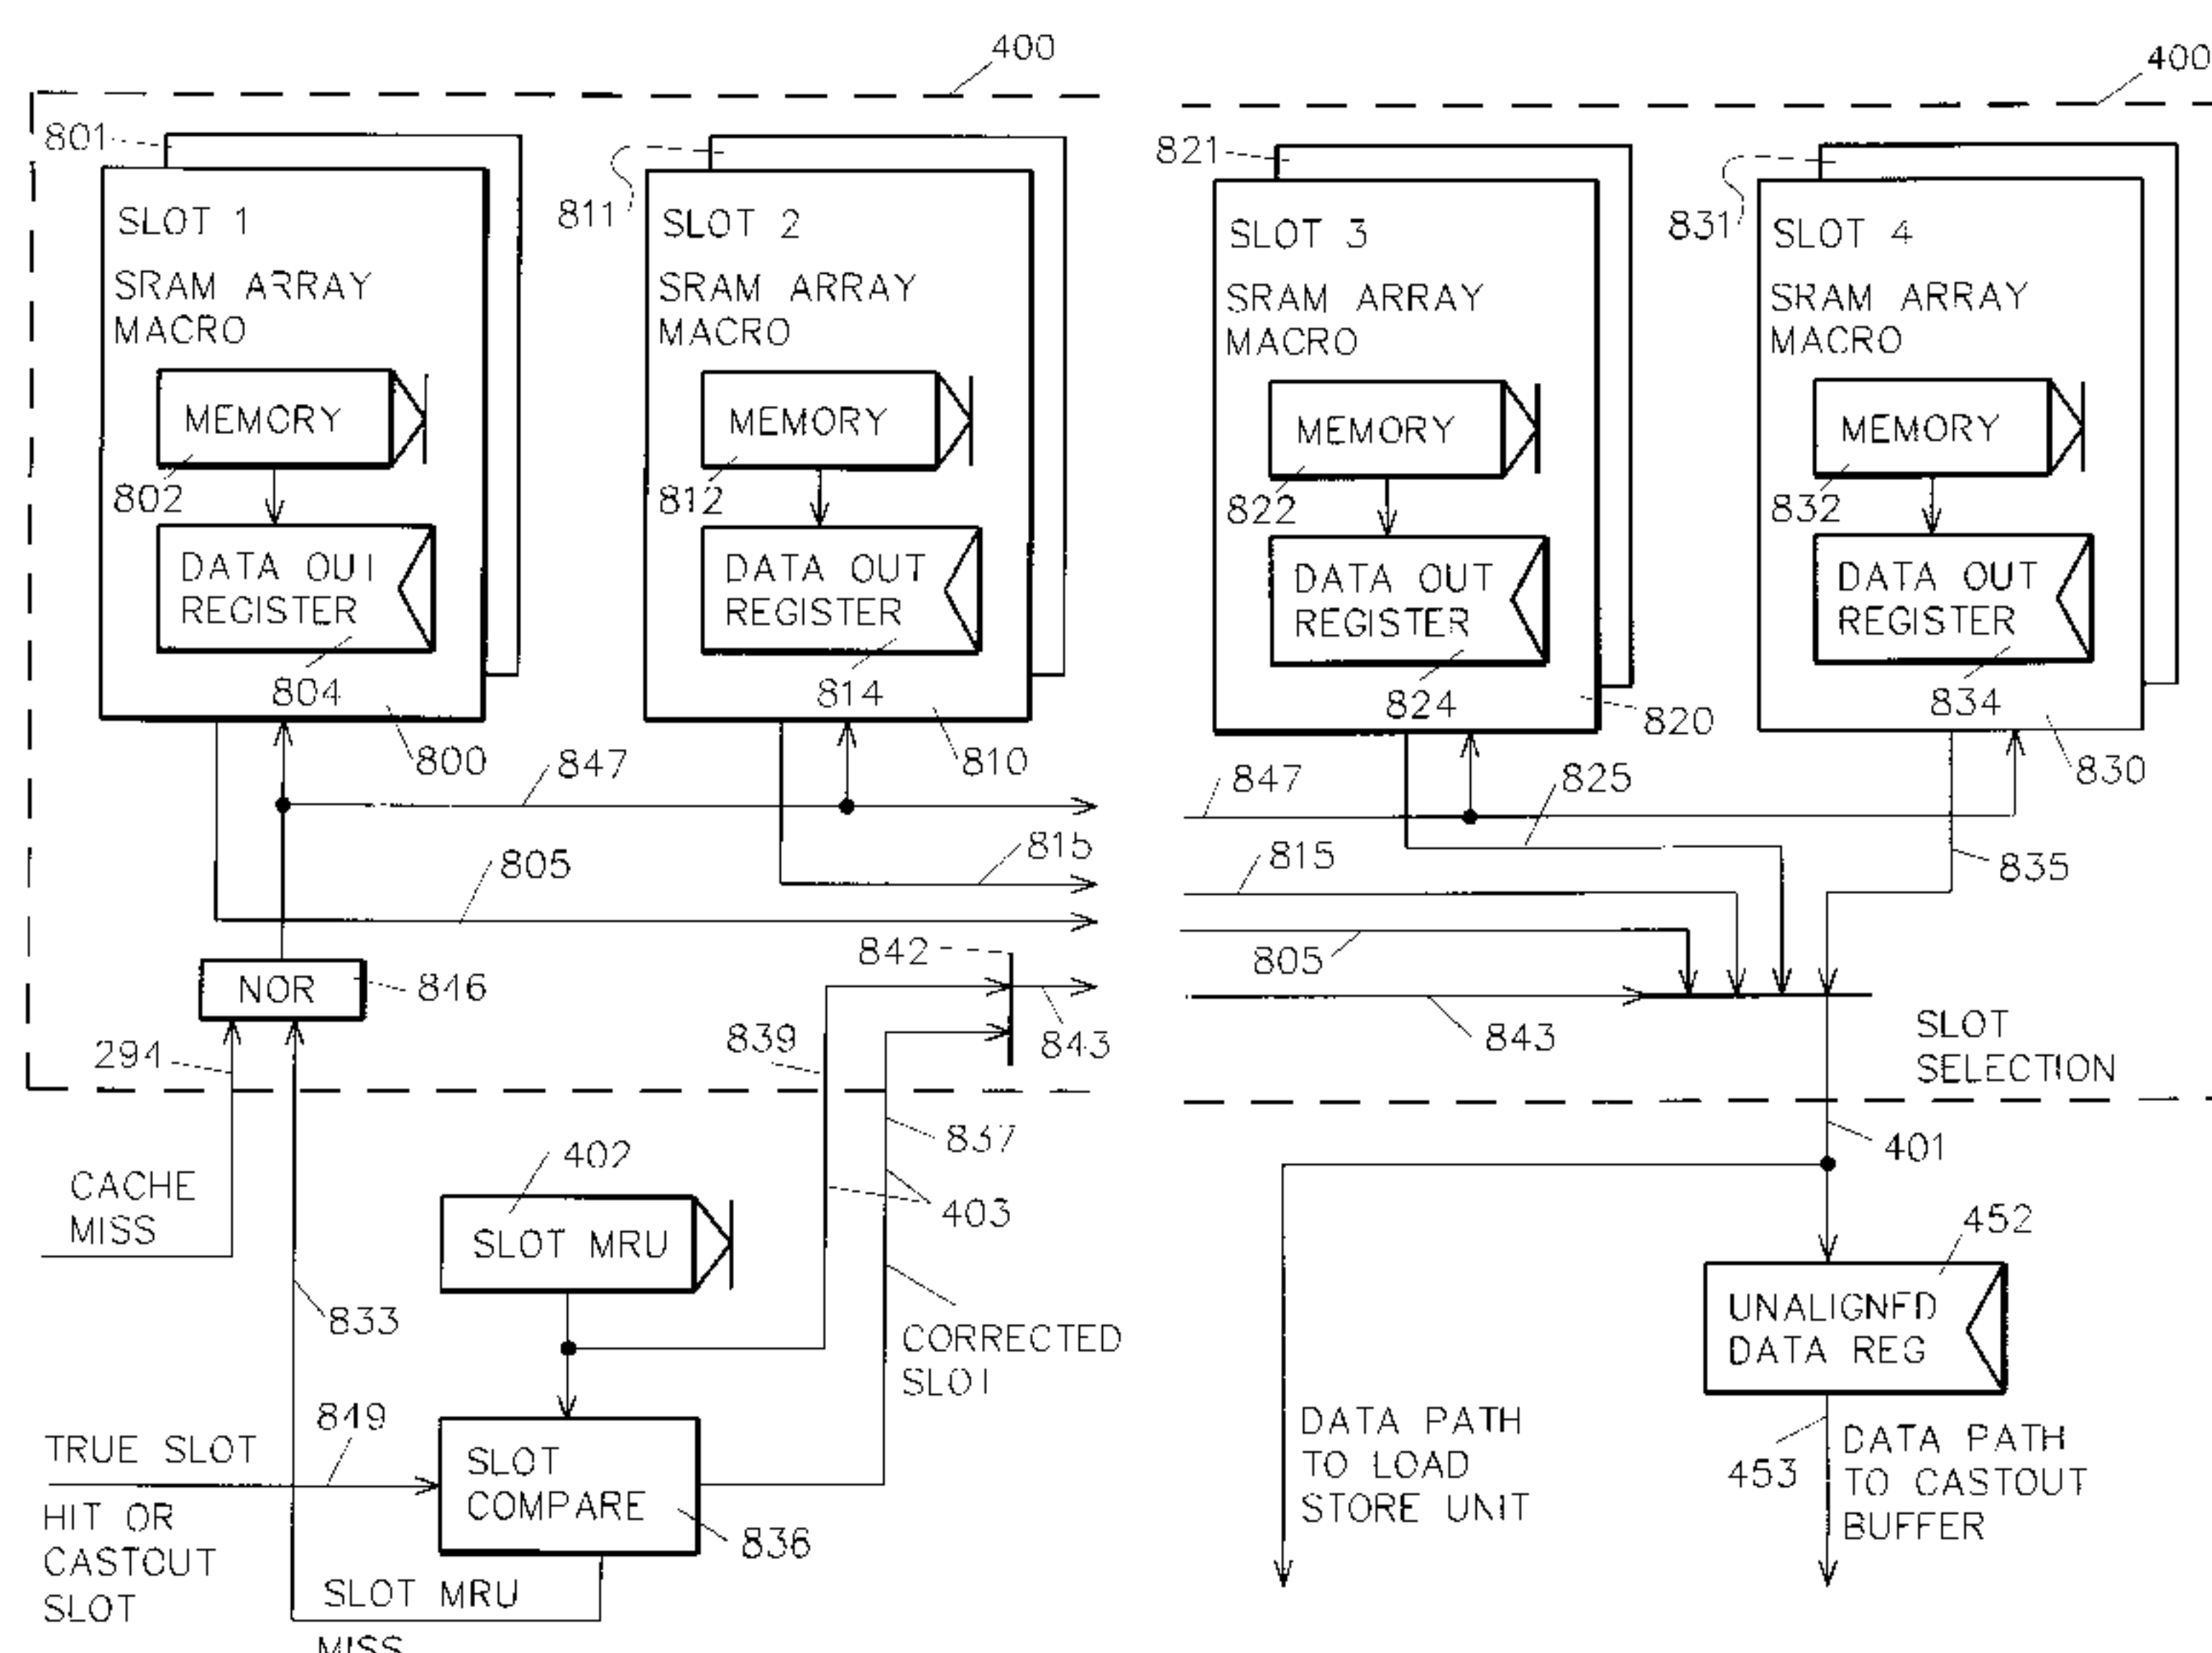 400
400
801
811
821
831
SLOT 1
SRAM ARRAY
MACRO
MEMORY
802
DATA OUT
REGISTER
804
800
SLOT 2
SRAM ARRAY
MACRO
MEMORY
812
DATA OUT
REGISTER
814
810
SLOT 3
SRAM ARRAY
MACRO
MEMORY
822
DATA OUT
REGISTER
824
820
SLOT 4
SRAM ARRAY
MACRO
MEMORY
832
DATA OUT
REGISTER
834
830
847
847
825
815
815
835
805
805
842
NOR
846
294
839
843
843
SLOT
SELECTION
837
401
CACHE
MISS
402
SLOT MRU
403
452
833
CORRECTED
SLOT
UNALIGNED
DATA REG
849
TRUE SLOT
HIT OR
CASTOUT
SLOT
SLOT
COMPARE
836
SLOT MRU
MISS
DATA PATH
TO LOAD
STORE UNIT
453
DATA PATH
TO CASTOUT
BUFFER